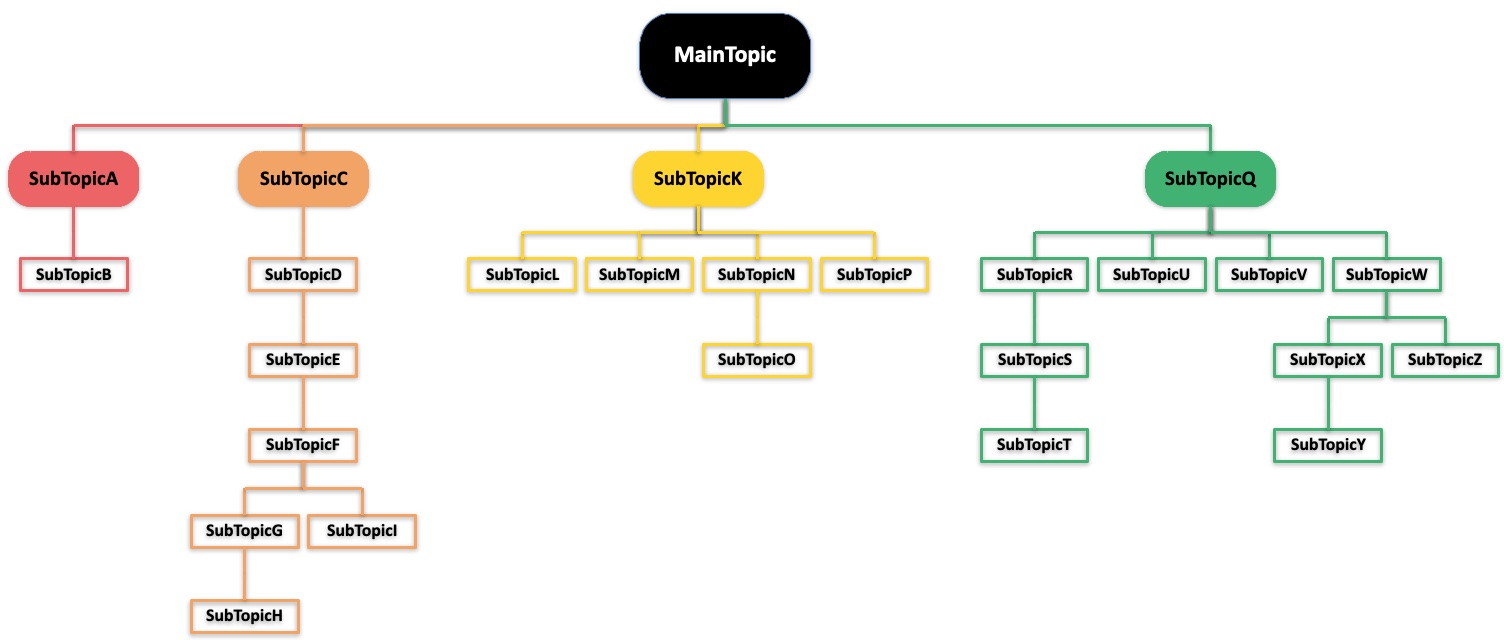 MainTopic
SubTopicA
SubTopicC
SubTopicK
SubTopicQ
SubTopicB
SubTopicD
SubTopicL
SubTopicM
SubTopicN
SubTopicP
SubTopicR
SubTopicU
SubTopicV
SubTopicW
SubTopicE
SubTopicO
SubTopicS
SubTopicX
SubTopicZ
SubTopicF
SubTopicT
SubTopicY
SubTopicG
SubTopicI
SubTopicH